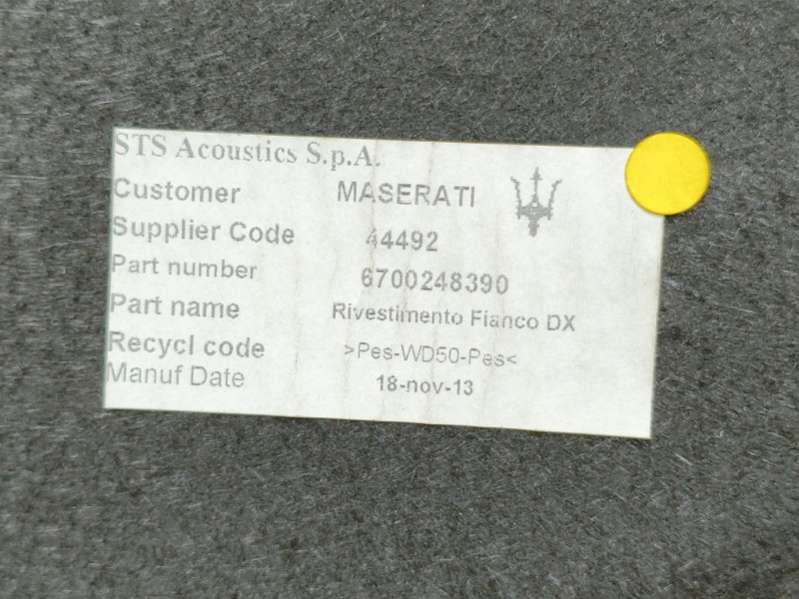 STS Acoustics S.p.A.
Customer MASERATI
Supplier Code 44492
Part number 6700248390
Part name Rivestimento Fianco DX
Recycl code >Pes-WD50-Pes<
Manuf Date 18-nov-13